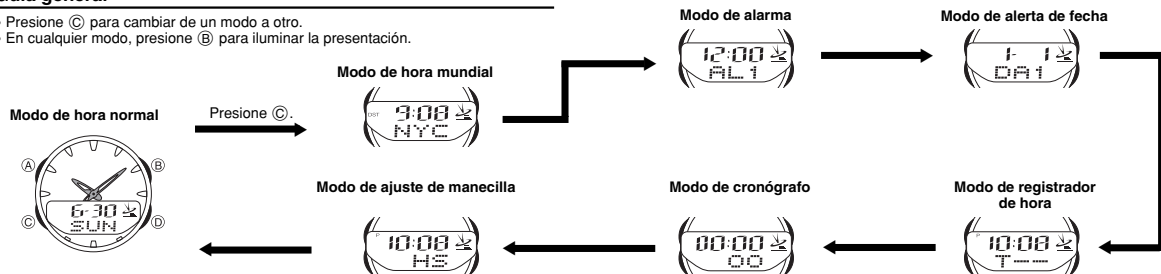 Guía general
• Presione Ⓒ para cambiar de un modo a otro.
• En cualquier modo, presione Ⓑ para iluminar la presentación.
Modo de hora normal
Ⓐ
Ⓑ
Ⓒ
Ⓓ
6-30
SUN
Presione Ⓒ.
Modo de hora mundial
DST 9:08
NYC
Modo de alarma
12:00
AL1
Modo de alerta de fecha
1- 1
DA1
Modo de registrador
de hora
P 10:08
T---
Modo de cronógrafo
00:00
00
Modo de ajuste de manecilla
P 10:08
HS